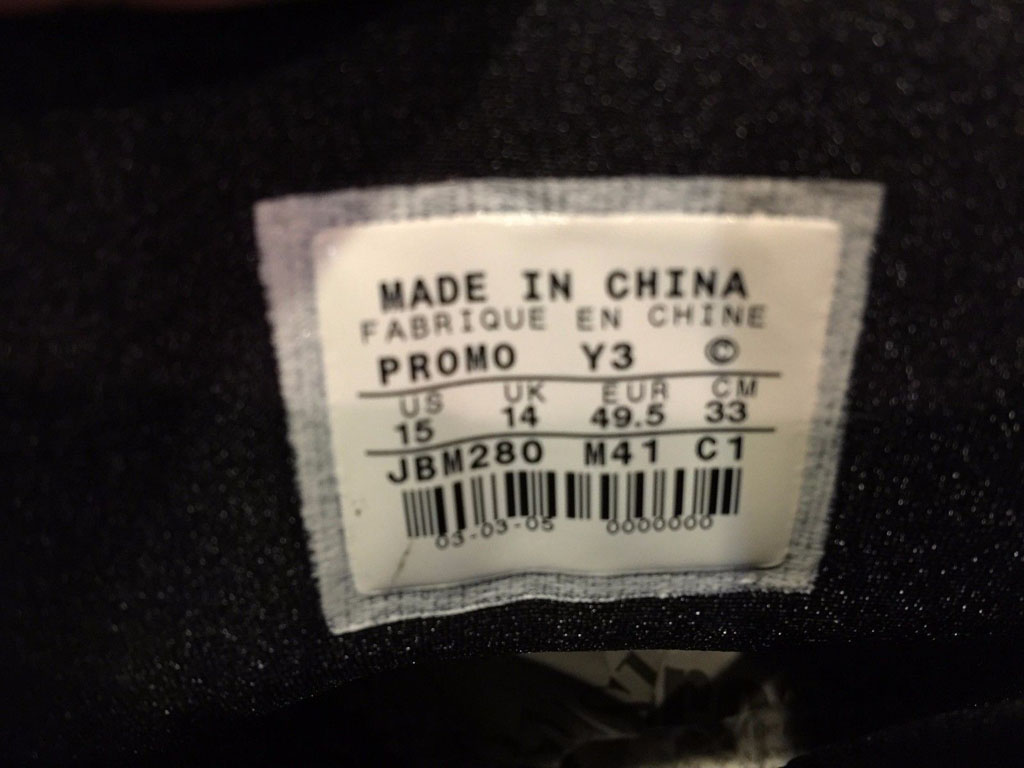 MADE IN CHINA
FABRIQUE EN CHINE
PROMO Y3 ©
US UK EUR CM
15 14 49.5 33
JBM280 M41 C1
03-03-05 0000000